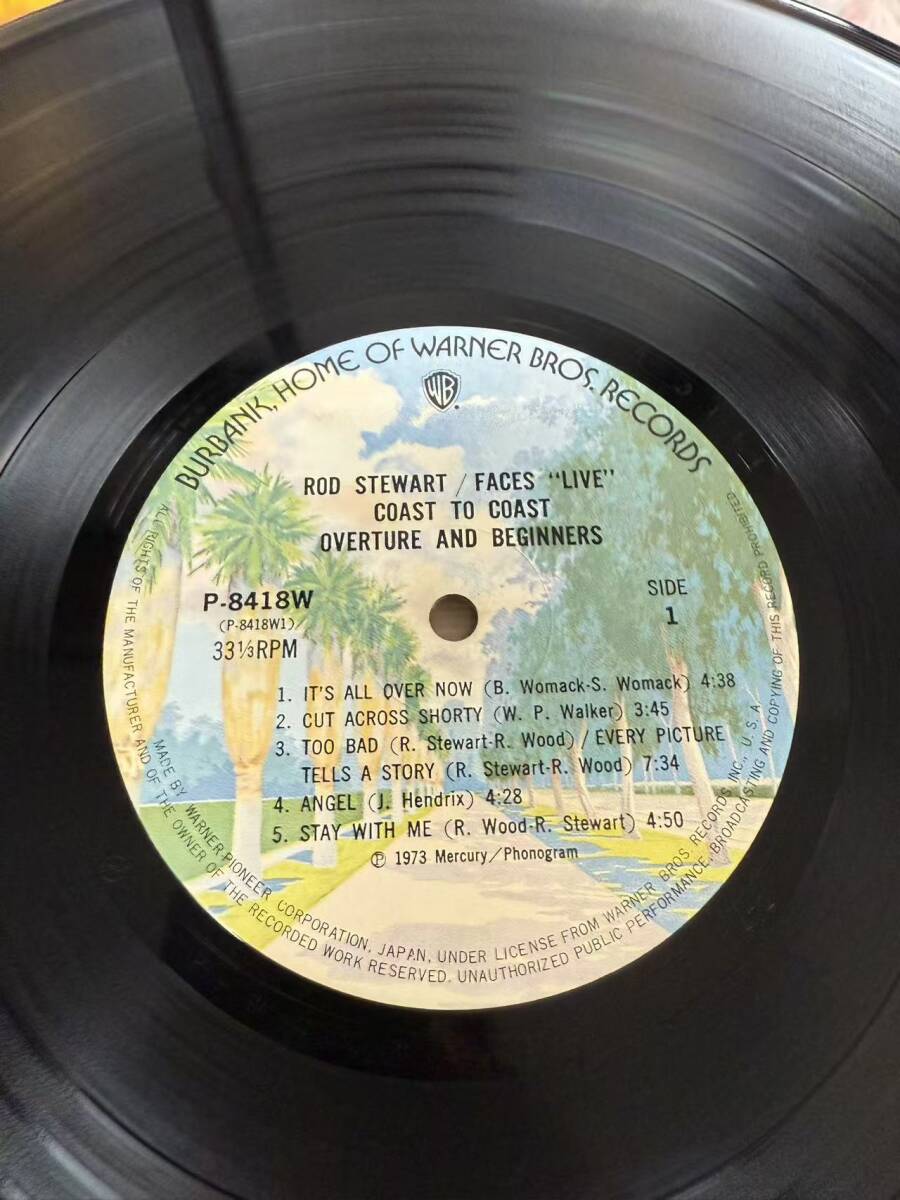 BURBANK, HOME OF WARNER BROS. RECORDS
WB
ROD STEWART / FACES "LIVE"
COAST TO COAST
OVERTURE AND BEGINNERS
P-8418W
(P-8418W1)
33⅓RPM
SIDE
1
1. IT'S ALL OVER NOW (B. Womack-S. Womack) 4:38
2. CUT ACROSS SHORTY (W. P. Walker) 3:45
3. TOO BAD (R. Stewart-R. Wood) / EVERY PICTURE
TELLS A STORY (R. Stewart-R. Wood) 7:34
4. ANGEL (J. Hendrix) 4:28
5. STAY WITH ME (R. Wood-R. Stewart) 4:50
Ⓟ 1973 Mercury/Phonogram
MADE BY WARNER-PIONEER CORPORATION, JAPAN, UNDER LICENSE FROM WARNER BROS RECORDS INC., U.S.A.
ALL RIGHTS OF THE MANUFACTURER AND OF THE OWNER OF THE RECORDED WORK RESERVED. UNAUTHORIZED PUBLIC PERFORMANCE, BROADCASTING AND COPYING OF THIS RECORD PROHIBITED